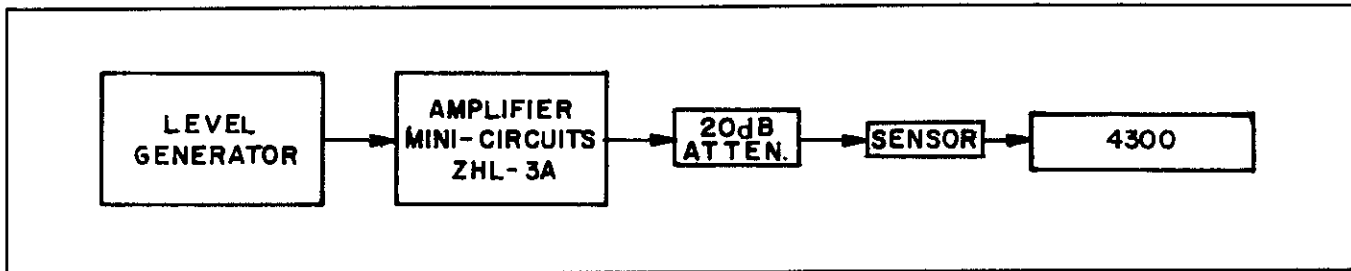 LEVEL
GENERATOR
AMPLIFIER
MINI-CIRCUITS
ZHL-3A
20dB
ATTEN.
SENSOR
4300